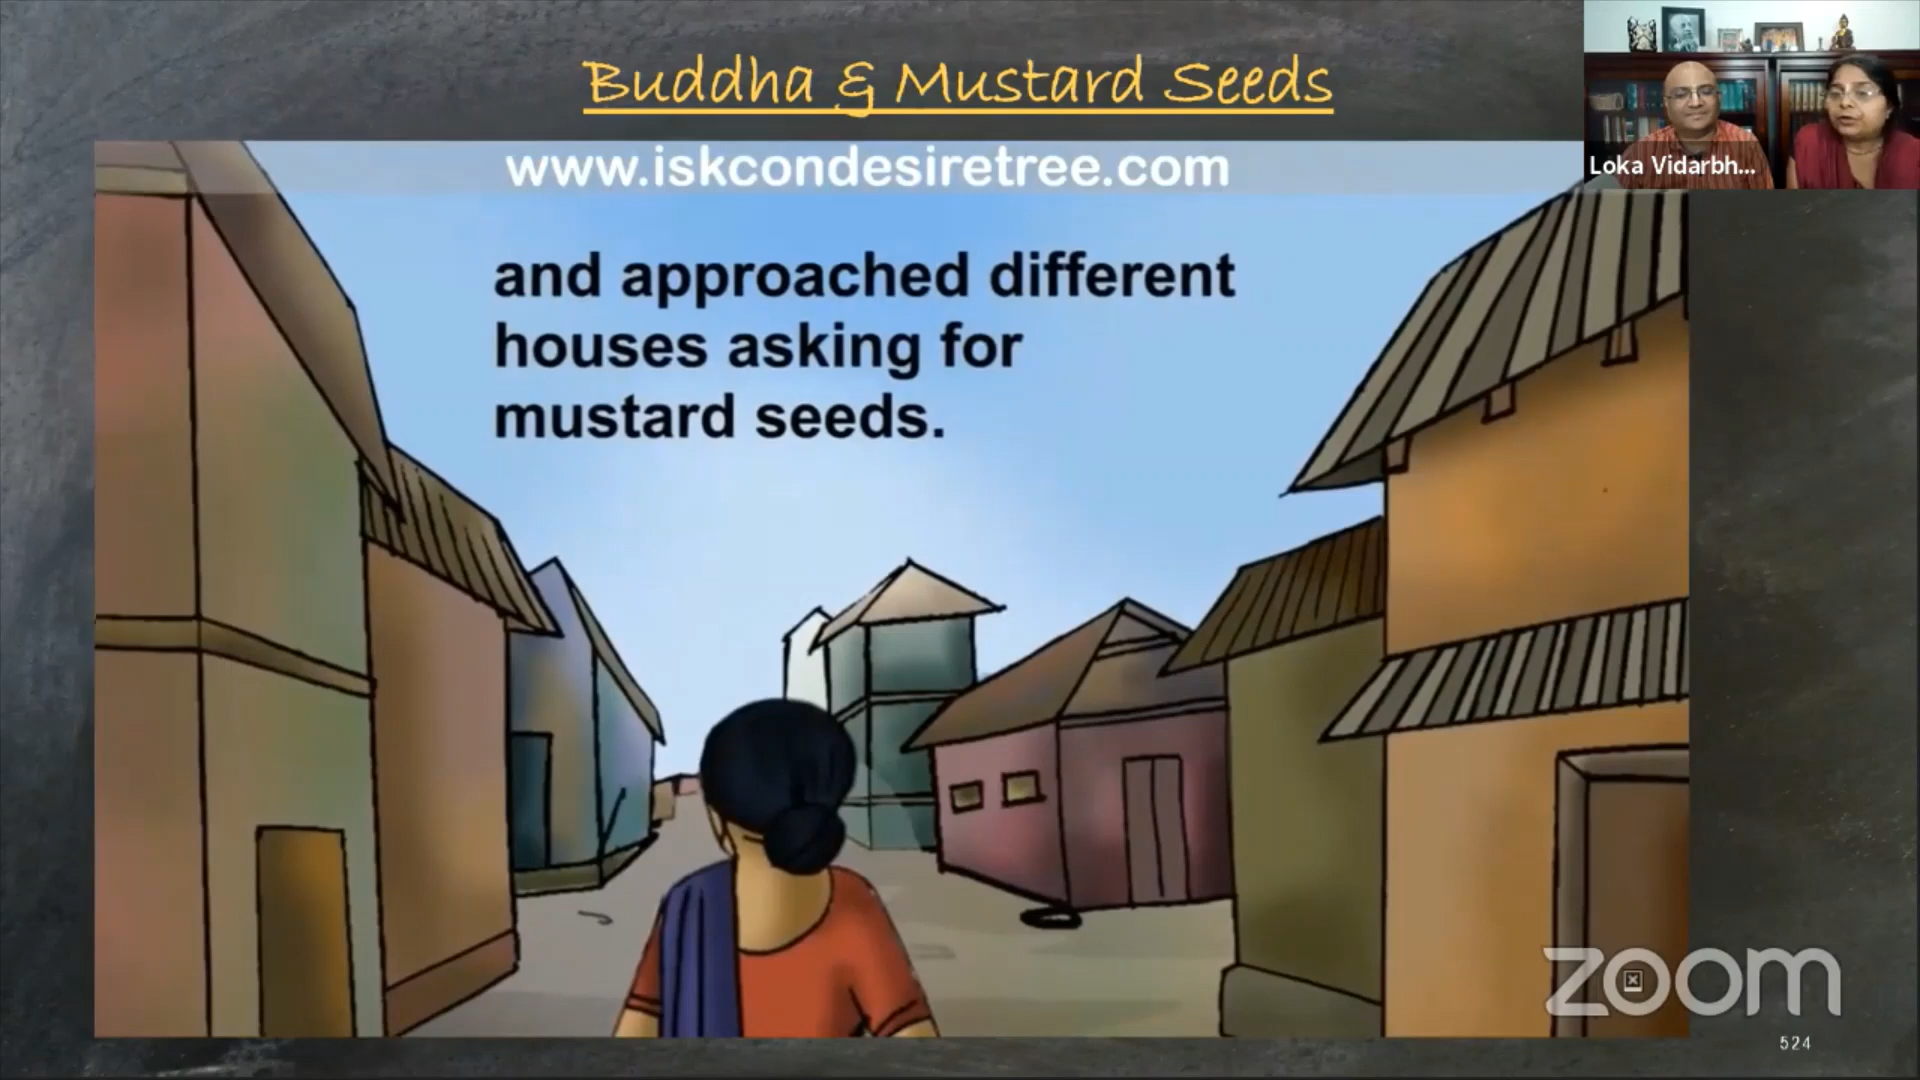 Buddha & Mustard Seeds
www.iskcondesiretree.com
Loka Vidarbh...
and approached different
houses asking for
mustard seeds.
zoom
524